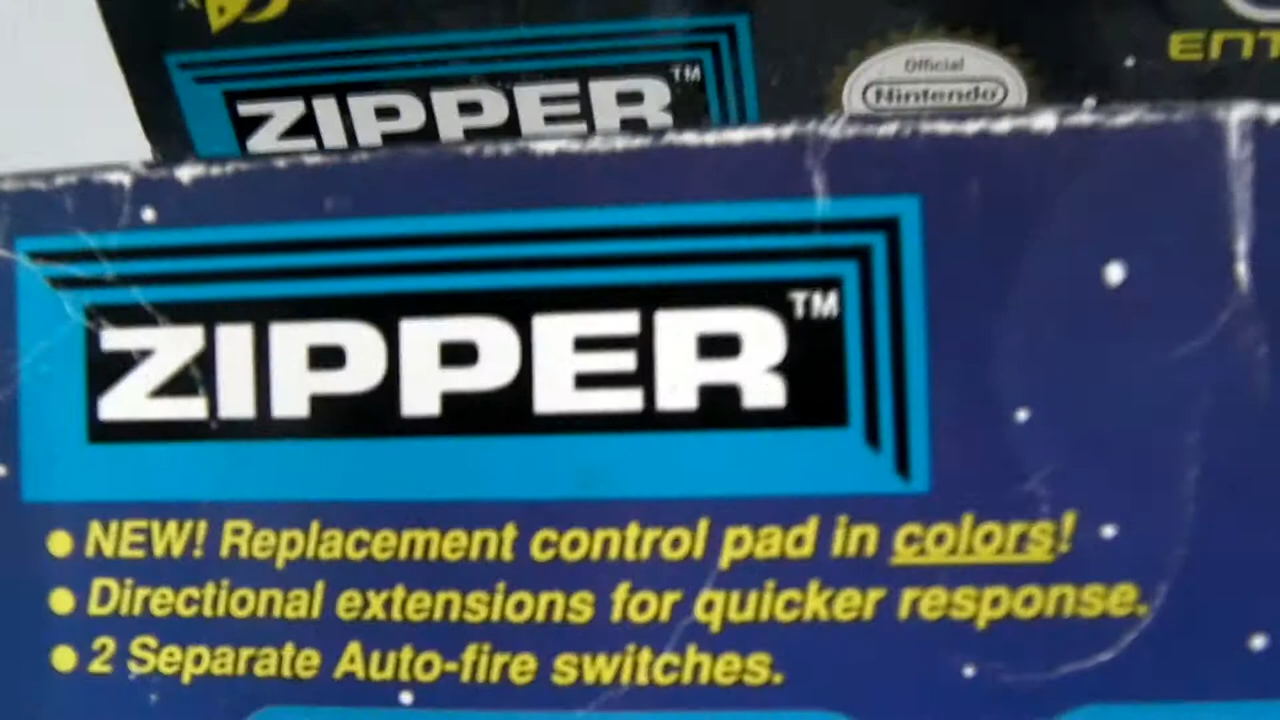 ZIPPER™
Official
Nintendo
ENT
ZIPPER™
● NEW! Replacement control pad in colors!
● Directional extensions for quicker response.
● 2 Separate Auto-fire switches.